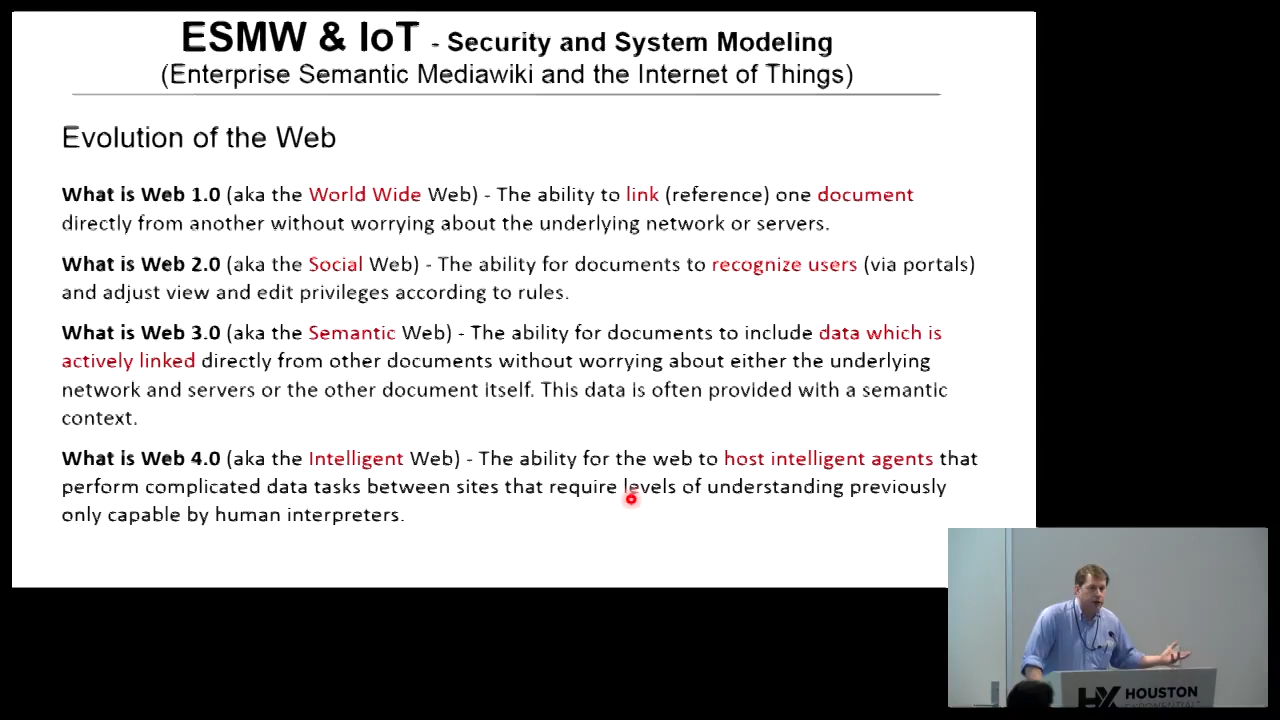 ESMW & IoT - Security and System Modeling
(Enterprise Semantic Mediawiki and the Internet of Things)
Evolution of the Web
What is Web 1.0 (aka the World Wide Web) - The ability to link (reference) one document
directly from another without worrying about the underlying network or servers.
What is Web 2.0 (aka the Social Web) - The ability for documents to recognize users (via portals)
and adjust view and edit privileges according to rules.
What is Web 3.0 (aka the Semantic Web) - The ability for documents to include data which is
actively linked directly from other documents without worrying about either the underlying
network and servers or the other document itself. This data is often provided with a semantic
context.
What is Web 4.0 (aka the Intelligent Web) - The ability for the web to host intelligent agents that
perform complicated data tasks between sites that require levels of understanding previously
only capable by human interpreters.
HX HOUSTON
EXPONENTIAL